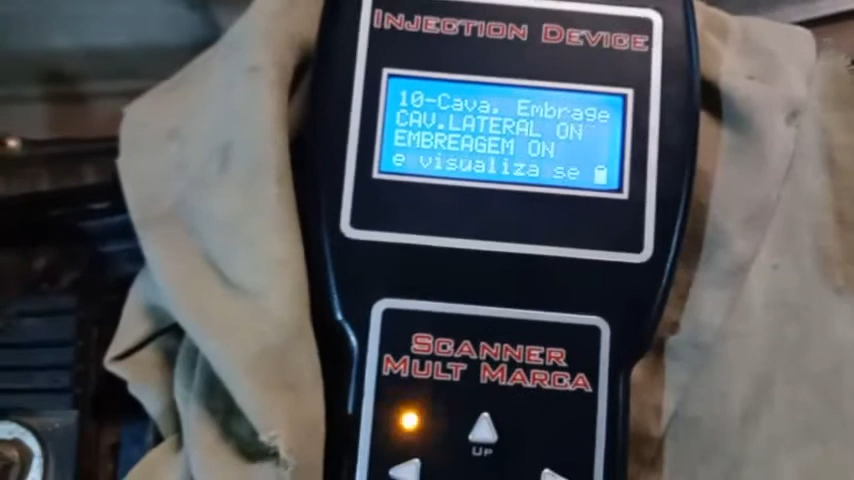 INJECTION DEVICE
10-Cava. Embrage
CAV.LATERAL ON
EMBREAGEM ON
e visualiza se
SCANNER
MULT MARCA
UP